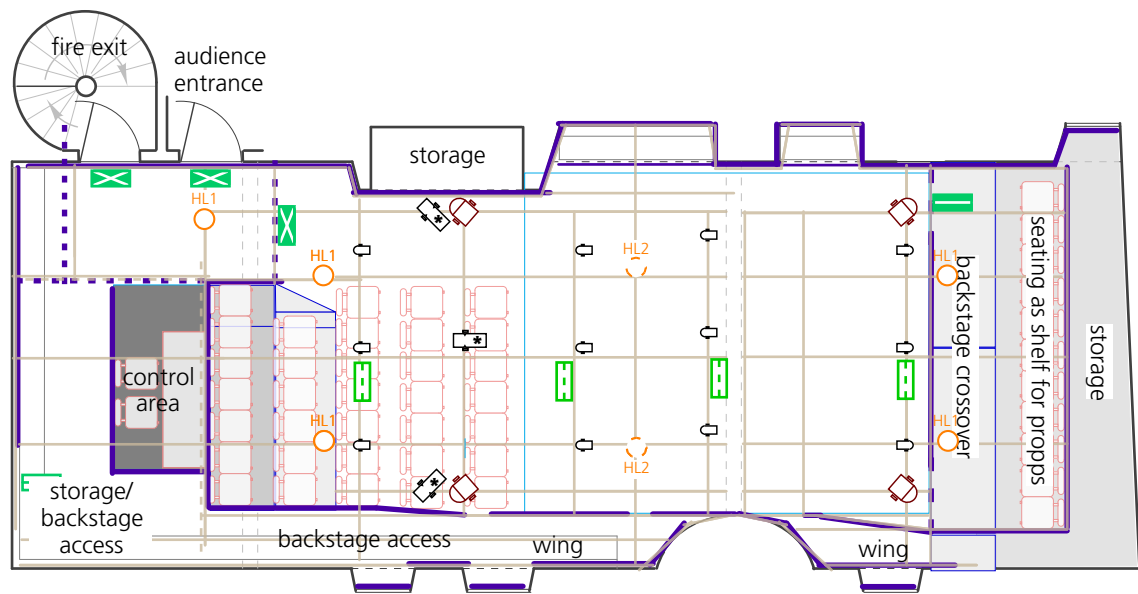 fire exit
audience
entrance
storage
HL1
HL1
HL2
HL1
*
*
*
control
area
backstage crossover
seating as shelf for propps
storage
HL1
HL2
HL1
E
storage/
backstage
access
backstage access
wing
wing